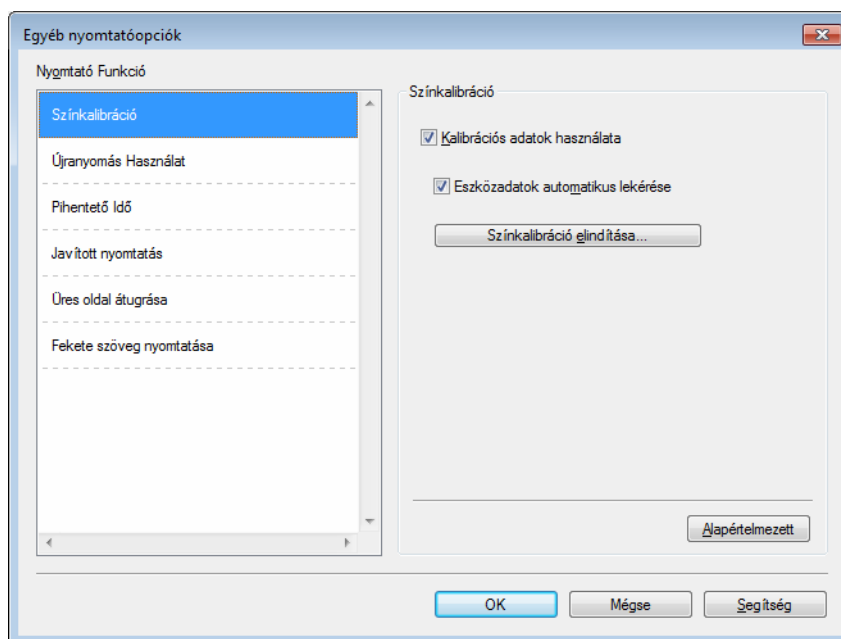 Egyéb nyomtatóopciók
Nyomtató Funkció
Színkalibráció
Újranyomás Használat
Pihentető Idő
Javított nyomtatás
Üres oldal átugrása
Fekete szöveg nyomtatása
Színkalibráció
Kalibrációs adatok használata
Eszközadatok automatikus lekérése
Színkalibráció elindítása...
Alapértelmezett
OK
Mégse
Segítség